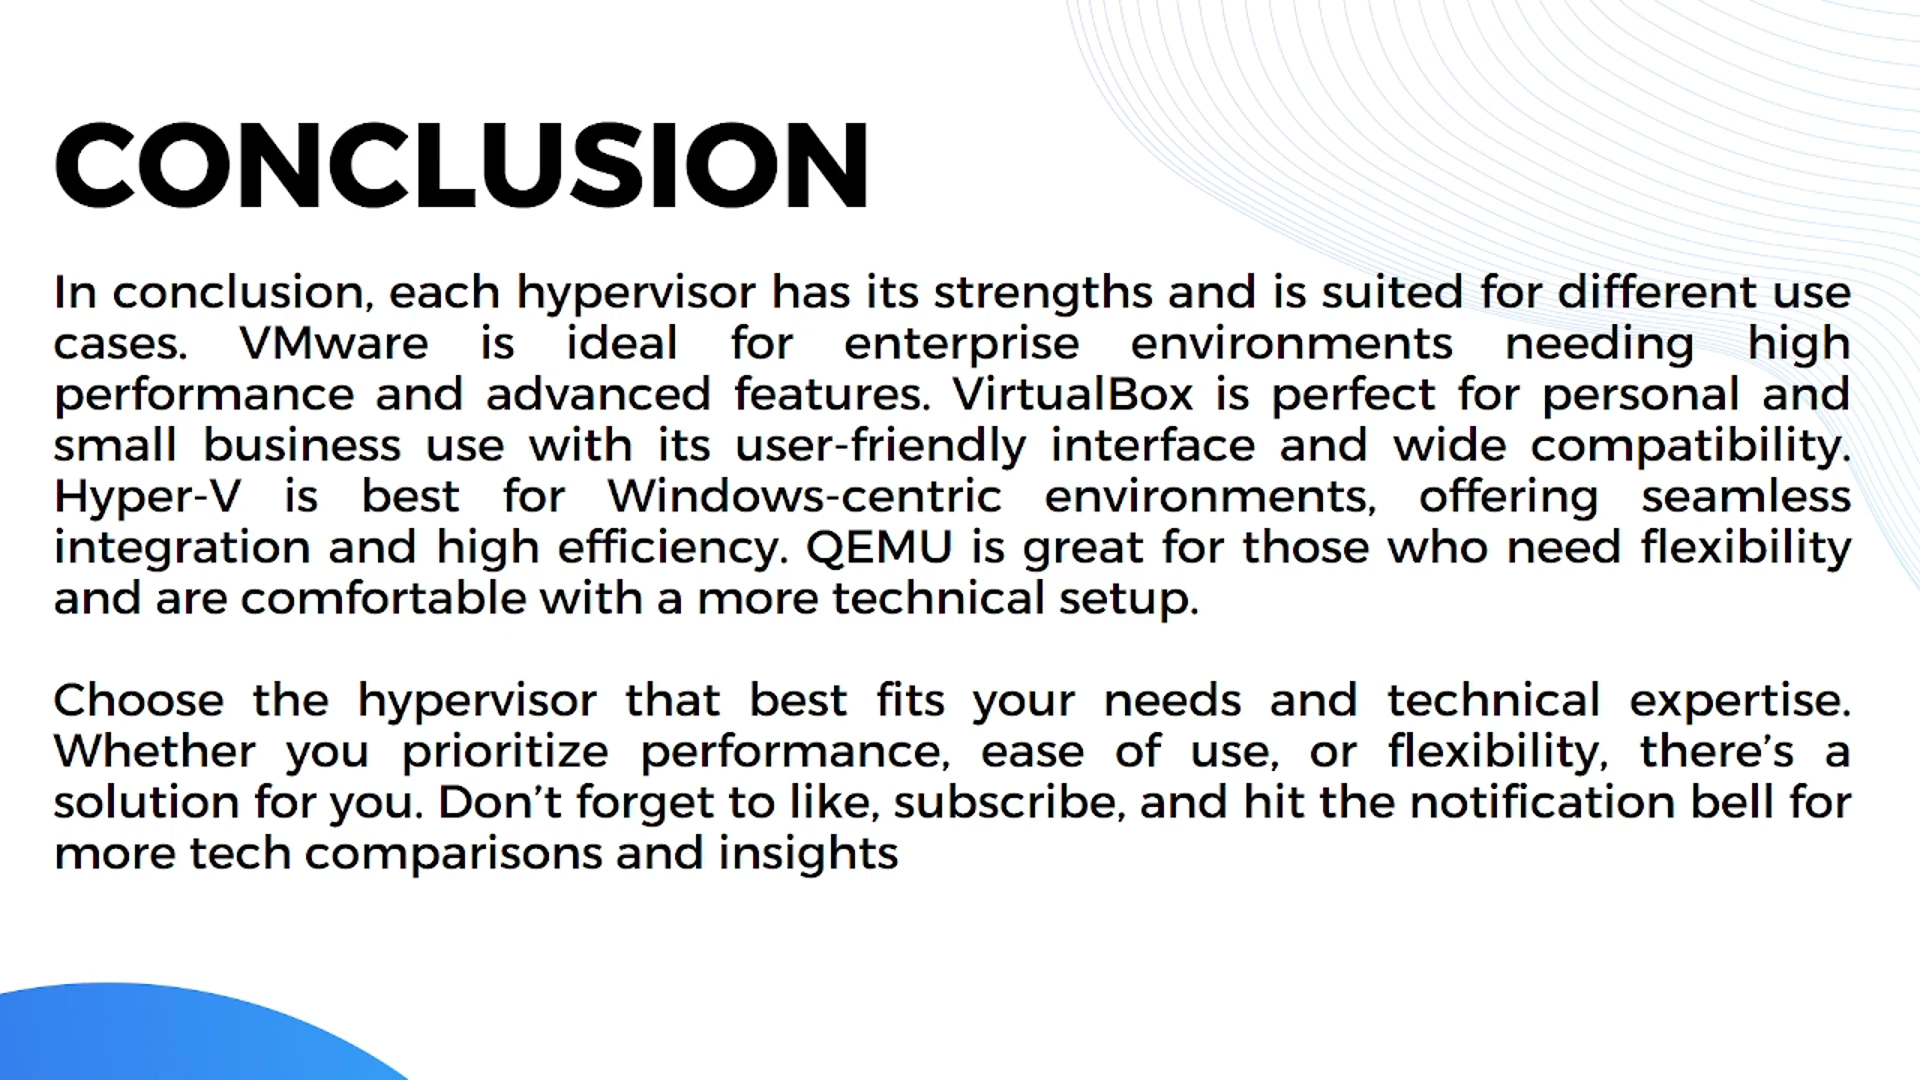 CONCLUSION
In conclusion, each hypervisor has its strengths and is suited for different use
cases. VMware is ideal for enterprise environments needing high
performance and advanced features. VirtualBox is perfect for personal and
small business use with its user-friendly interface and wide compatibility.
Hyper-V is best for Windows-centric environments, offering seamless
integration and high efficiency. QEMU is great for those who need flexibility
and are comfortable with a more technical setup.
Choose the hypervisor that best fits your needs and technical expertise.
Whether you prioritize performance, ease of use, or flexibility, there’s a
solution for you. Don’t forget to like, subscribe, and hit the notification bell for
more tech comparisons and insights